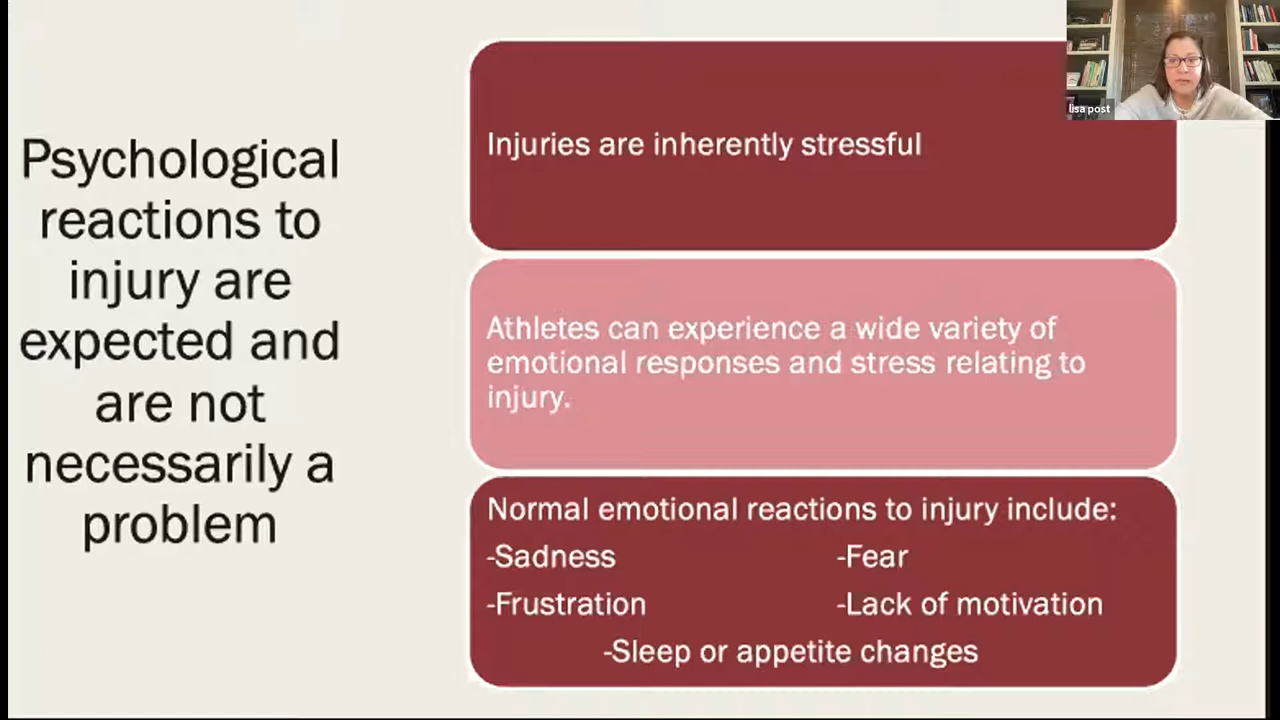 Psychological
reactions to
injury are
expected and
are not
necessarily a
problem
Injuries are inherently stressful
Athletes can experience a wide variety of
emotional responses and stress relating to
injury.
Normal emotional reactions to injury include:
-Sadness -Fear
-Frustration -Lack of motivation
-Sleep or appetite changes
lisa post